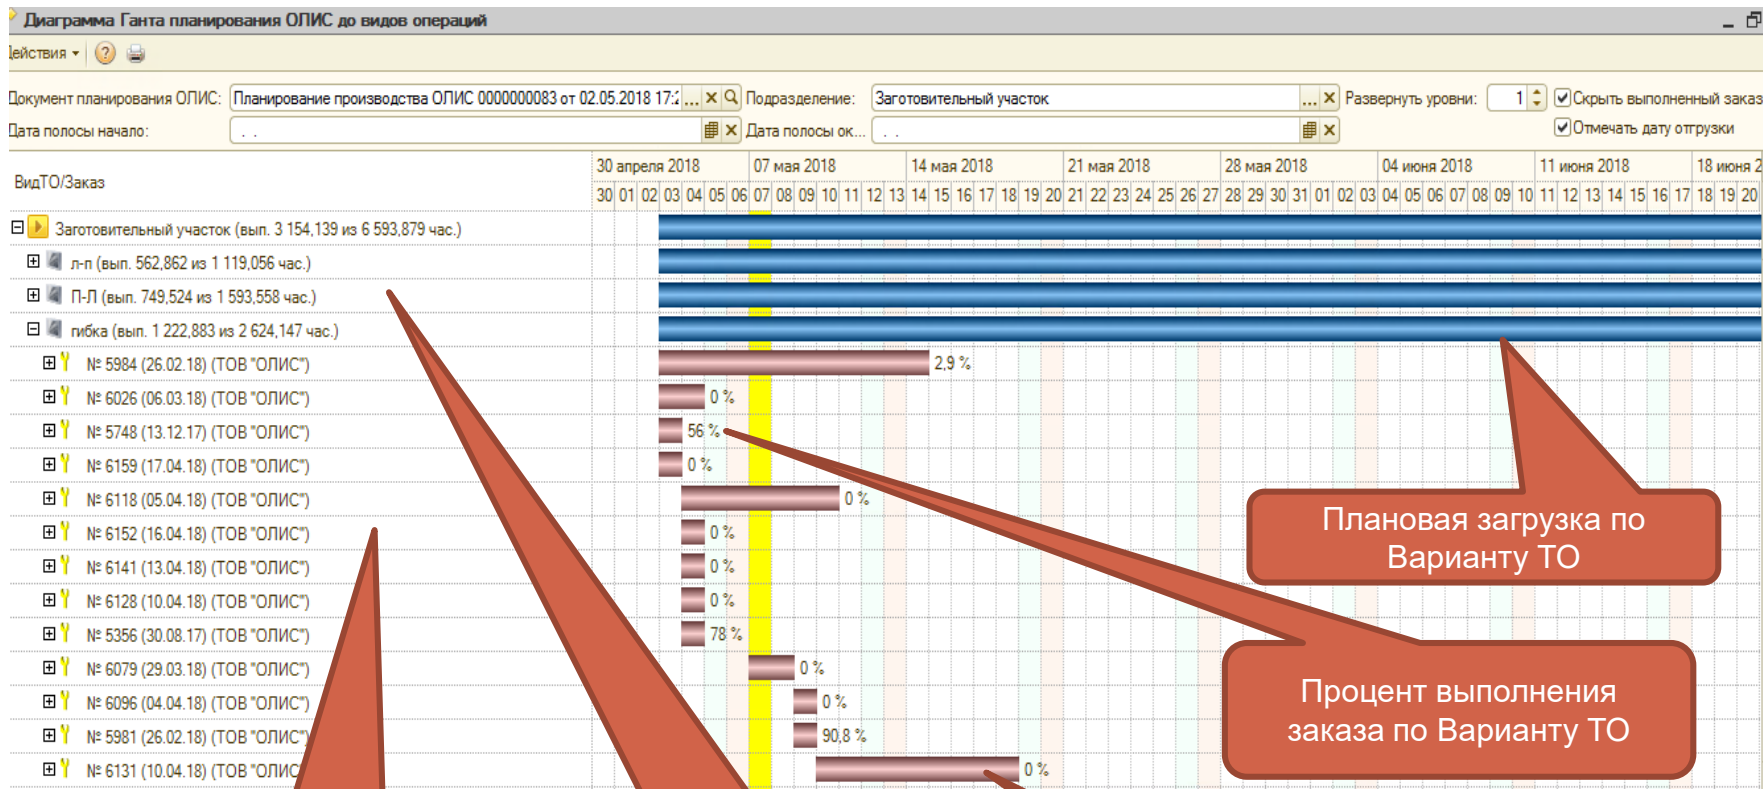 Диаграмма Ганта планирования ОЛИС до видов операций
Действия
Документ планирования ОЛИС: Планирование производства ОЛИС 0000000083 от 02.05.2018 17:2 ... Подразделение: Заготовительный участок ... Развернуть уровни: 1 Скрыть выполненный заказ
Дата полосы начало: . . Дата полосы ок... . . Отмечать дату отгрузки
ВидТО/Заказ
30 апреля 2018 07 мая 2018 14 мая 2018 21 мая 2018 28 мая 2018 04 июня 2018 11 июня 2018 18 июня 2
30 01 02 03 04 05 06 07 08 09 10 11 12 13 14 15 16 17 18 19 20 21 22 23 24 25 26 27 28 29 30 31 01 02 03 04 05 06 07 08 09 10 11 12 13 14 15 16 17 18 19 20
Заготовительный участок (вып. 3 154,139 из 6 593,879 час.)
л-п (вып. 562,862 из 1 119,056 час.)
П-Л (вып. 749,524 из 1 593,558 час.)
гибка (вып. 1 222,883 из 2 624,147 час.)
№ 5984 (26.02.18) (ТОВ "ОЛИС") 2,9 %
№ 6026 (06.03.18) (ТОВ "ОЛИС") 0 %
№ 5748 (13.12.17) (ТОВ "ОЛИС") 56 %
№ 6159 (17.04.18) (ТОВ "ОЛИС") 0 %
№ 6118 (05.04.18) (ТОВ "ОЛИС") 0 %
№ 6152 (16.04.18) (ТОВ "ОЛИС") 0 %
№ 6141 (13.04.18) (ТОВ "ОЛИС") 0 %
№ 6128 (10.04.18) (ТОВ "ОЛИС") 0 %
№ 5356 (30.08.17) (ТОВ "ОЛИС") 78 %
№ 6079 (29.03.18) (ТОВ "ОЛИС") 0 %
№ 6096 (04.04.18) (ТОВ "ОЛИС") 0 %
№ 5981 (26.02.18) (ТОВ "ОЛИС") 90,8 %
№ 6131 (10.04.18) (ТОВ "ОЛИС 0 %
Плановая загрузка по
Варианту ТО
Процент выполнения
заказа по Варианту ТО